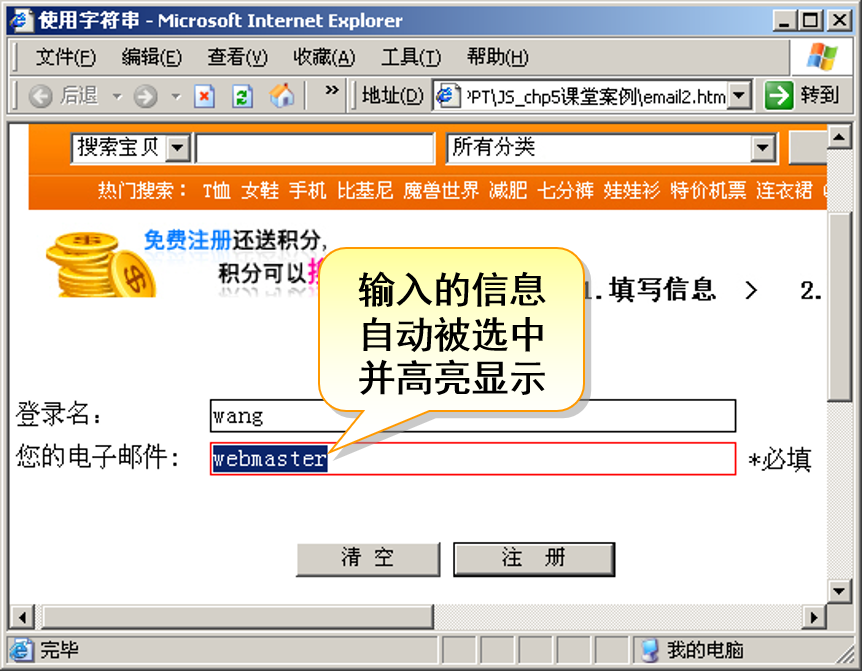 使用字符串 - Microsoft Internet Explorer
文件(F) 编辑(E) 查看(V) 收藏(A) 工具(T) 帮助(H)
后退 » 地址(D) PT\JS_chp5课堂案例\email2.htm 转到
搜索宝贝 所有分类
热门搜索： T恤 女鞋 手机 比基尼 魔兽世界 减肥 七分裤 娃娃衫 特价机票 连衣裙
免费注册还送积分,
积分可以
1.填写信息 > 2.
输入的信息
自动被选中
并高亮显示
登录名： wang
您的电子邮件： webmaster *必填
清 空 注 册
完毕 我的电脑